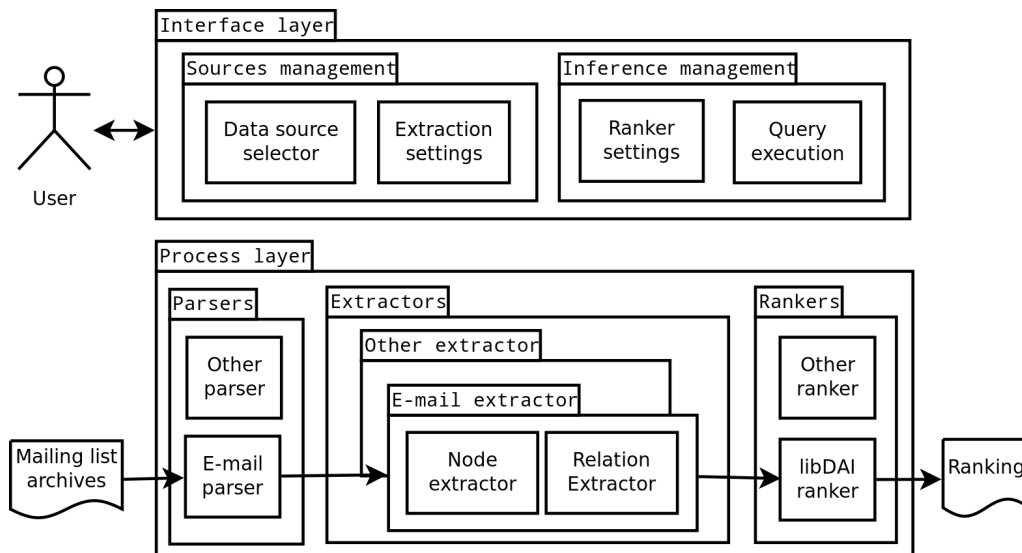 Interface layer
Sources management
Inference management
Data source
selector
Extraction
settings
Ranker
settings
Query
execution
User
Process layer
Parsers
Extractors
Rankers
Other
parser
Other extractor
Other
ranker
E-mail extractor
Mailing list
archives
E-mail
parser
Node
extractor
Relation
Extractor
libDAI
ranker
Ranking